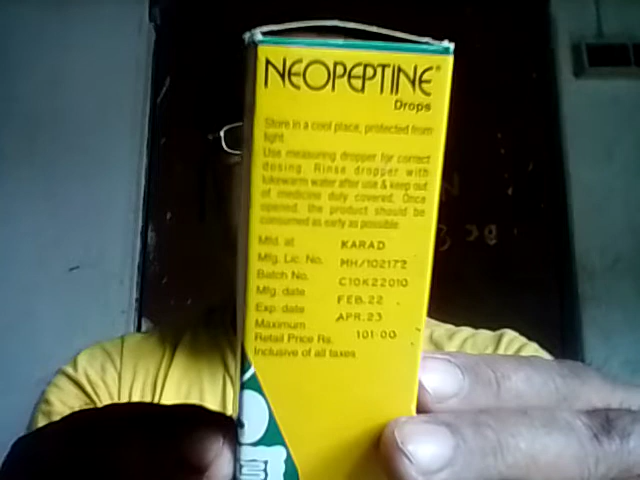 NEOPEPTINE®
Drops
Store in a cool place, protected from
light.
Use measuring dropper for correct
dosing. Rinse dropper with
lukewarm water after use & keep out
of medicine duly covered. Once
opened, the product should be
consumed as early as possible.
Mfd. at KARAD
Mfg. Lic. No. MH/102172
Batch No. C10K22010
Mfg. date FEB.22
Exp. date APR.23
Maximum
Retail Price Rs. 101-00
Inclusive of all taxes